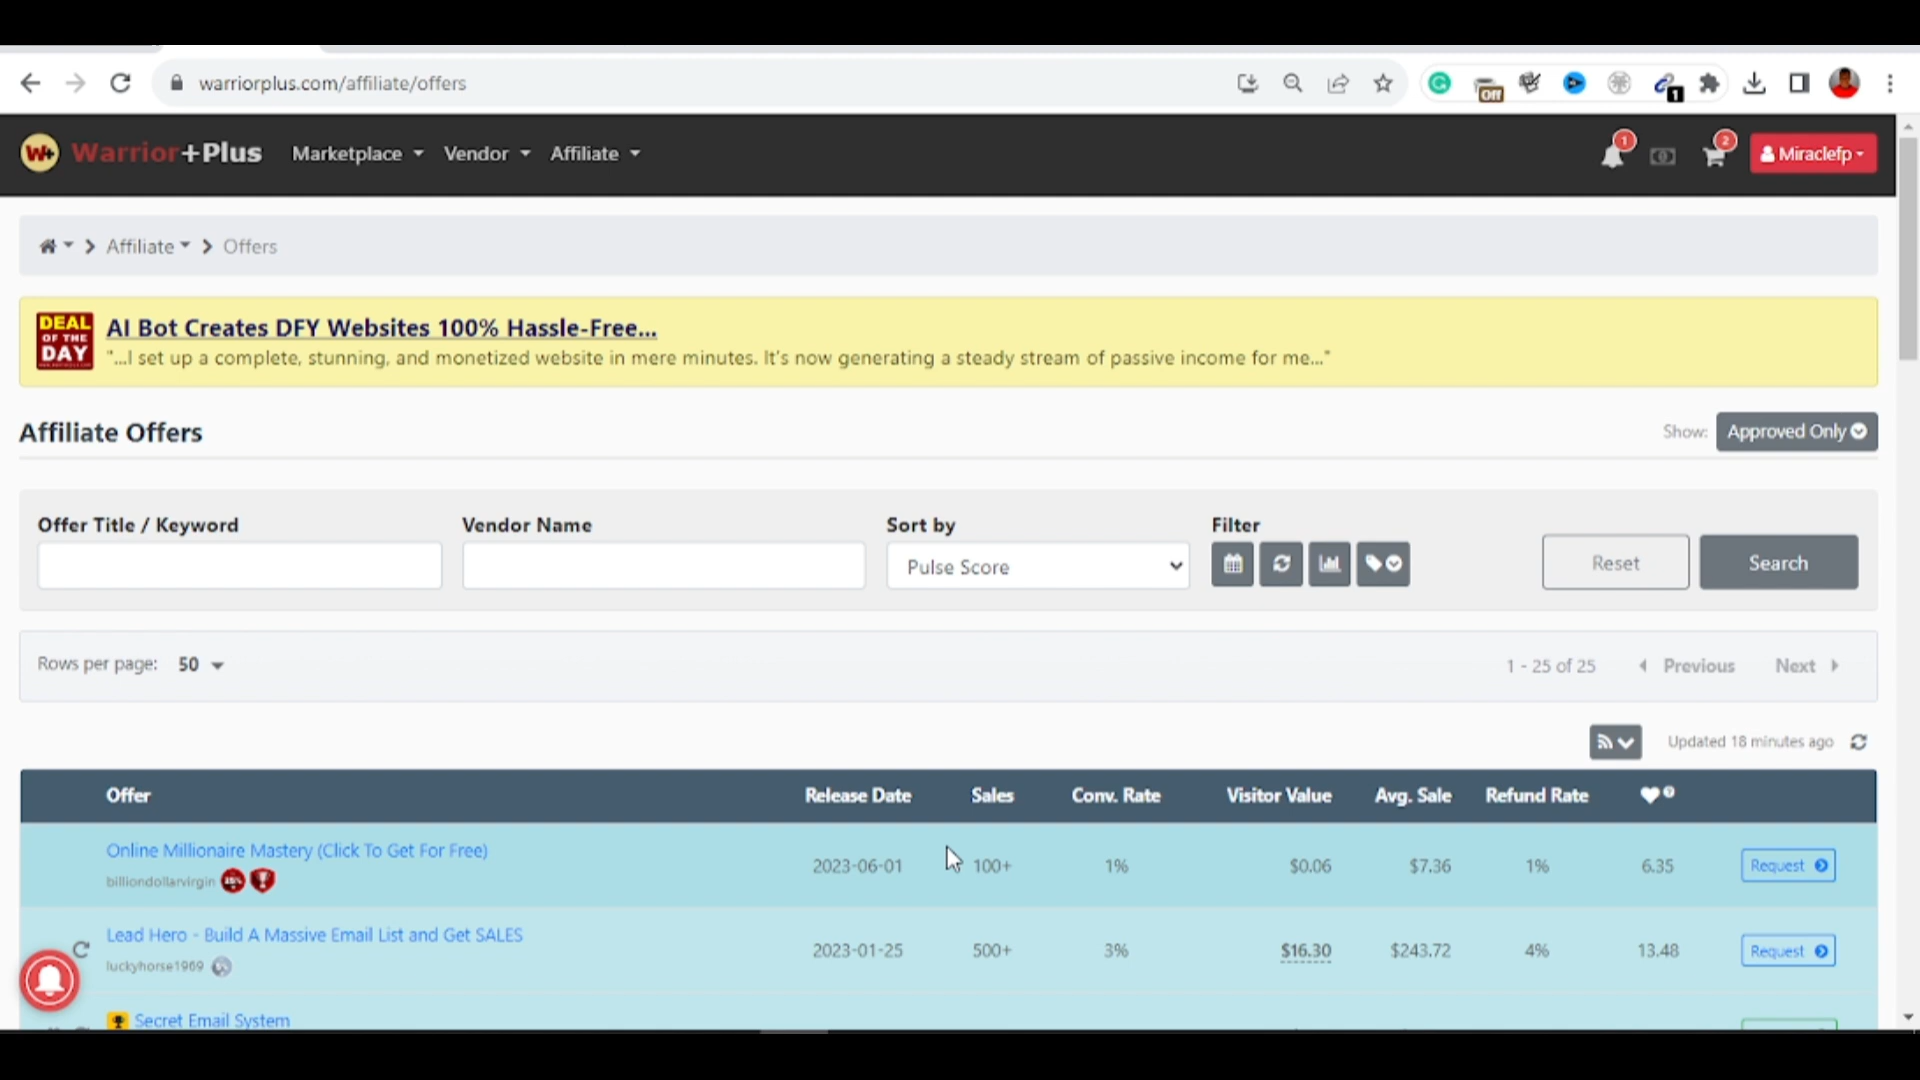 warriorplus.com/affiliate/offers
Off
1
W+ Warrior+Plus Marketplace Vendor Affiliate
1
2
Miraclefp
Affiliate Offers
DEAL OF THE DAY
AI Bot Creates DFY Websites 100% Hassle-Free...
"...I set up a complete, stunning, and monetized website in mere minutes. It's now generating a steady stream of passive income for me..."
Affiliate Offers
Show: Approved Only
Offer Title / Keyword Vendor Name Sort by Filter
Pulse Score Reset Search
Rows per page: 50 1 - 25 of 25 Previous Next
Updated 18 minutes ago
Offer Release Date Sales Conv. Rate Visitor Value Avg. Sale Refund Rate
Online Millionaire Mastery (Click To Get For Free)
billiondollarvirgin
2023-06-01 100+ 1% $0.06 $7.36 1% 6.35 Request
Lead Hero - Build A Massive Email List and Get SALES
luckyhorse1969
2023-01-25 500+ 3% $16.30 $243.72 4% 13.48 Request
Secret Email System